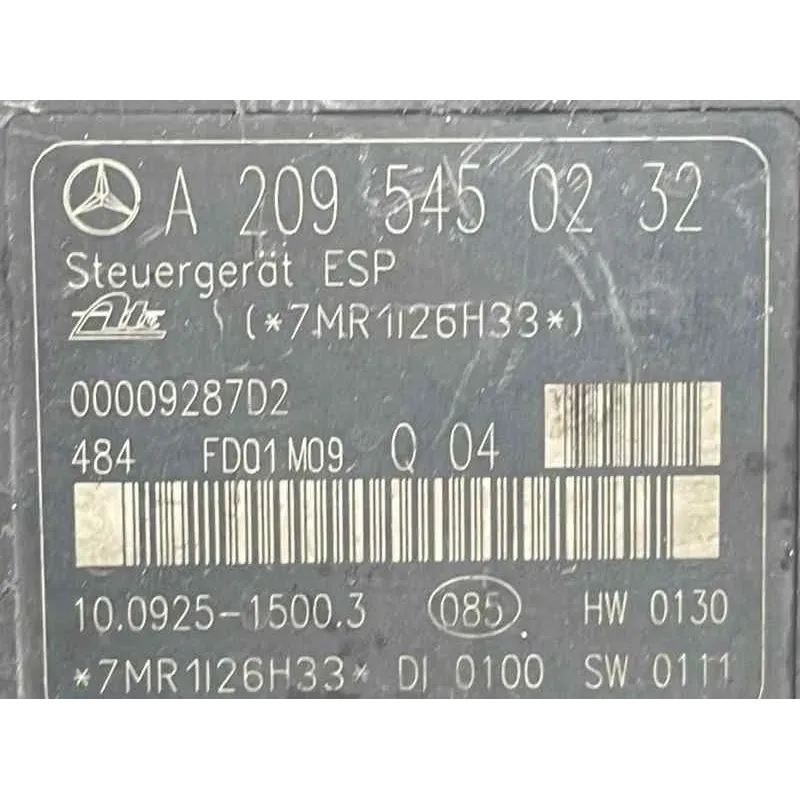 A 209 545 02 32
Steuergerät ESP
Ate (*7MR1I26H33*)
00009287D2
484 FD01M09 Q 04
10.0925-1500.3 085 HW 0130
*7MR1I26H33* DI 0100 SW 0111